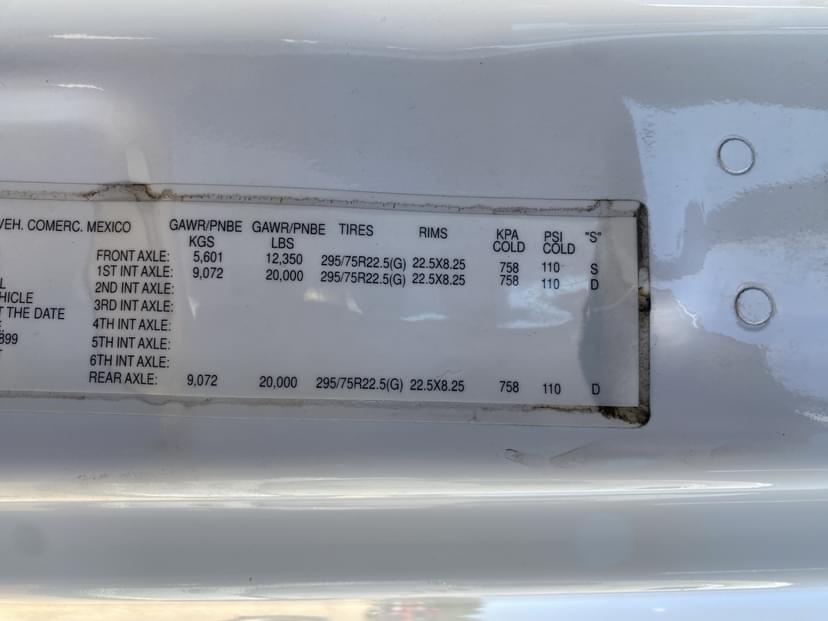 VEH. COMERC. MEXICO GAWR/PNBE GAWR/PNBE TIRES RIMS KPA PSI "S"
KGS LBS COLD COLD
FRONT AXLE: 5,601 12,350 295/75R22.5(G) 22.5X8.25 758 110 S
1ST INT AXLE: 9,072 20,000 295/75R22.5(G) 22.5X8.25 758 110 D
2ND INT AXLE:
HICLE 3RD INT AXLE:
T THE DATE 4TH INT AXLE:
899 5TH INT AXLE:
6TH INT AXLE:
REAR AXLE: 9,072 20,000 295/75R22.5(G) 22.5X8.25 758 110 D